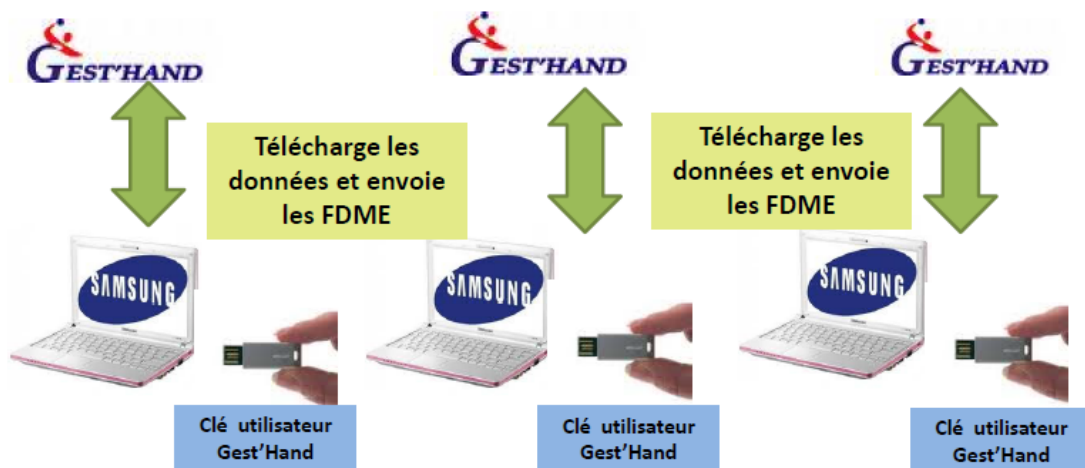 GEST'HAND
GEST'HAND
GEST'HAND
Télécharge les
données et envoie
les FDME
Télécharge les
données et envoie
les FDME
SAMSUNG
SAMSUNG
SAMSUNG
Clé utilisateur
Gest'Hand
Clé utilisateur
Gest'Hand
Clé utilisateur
Gest'Hand